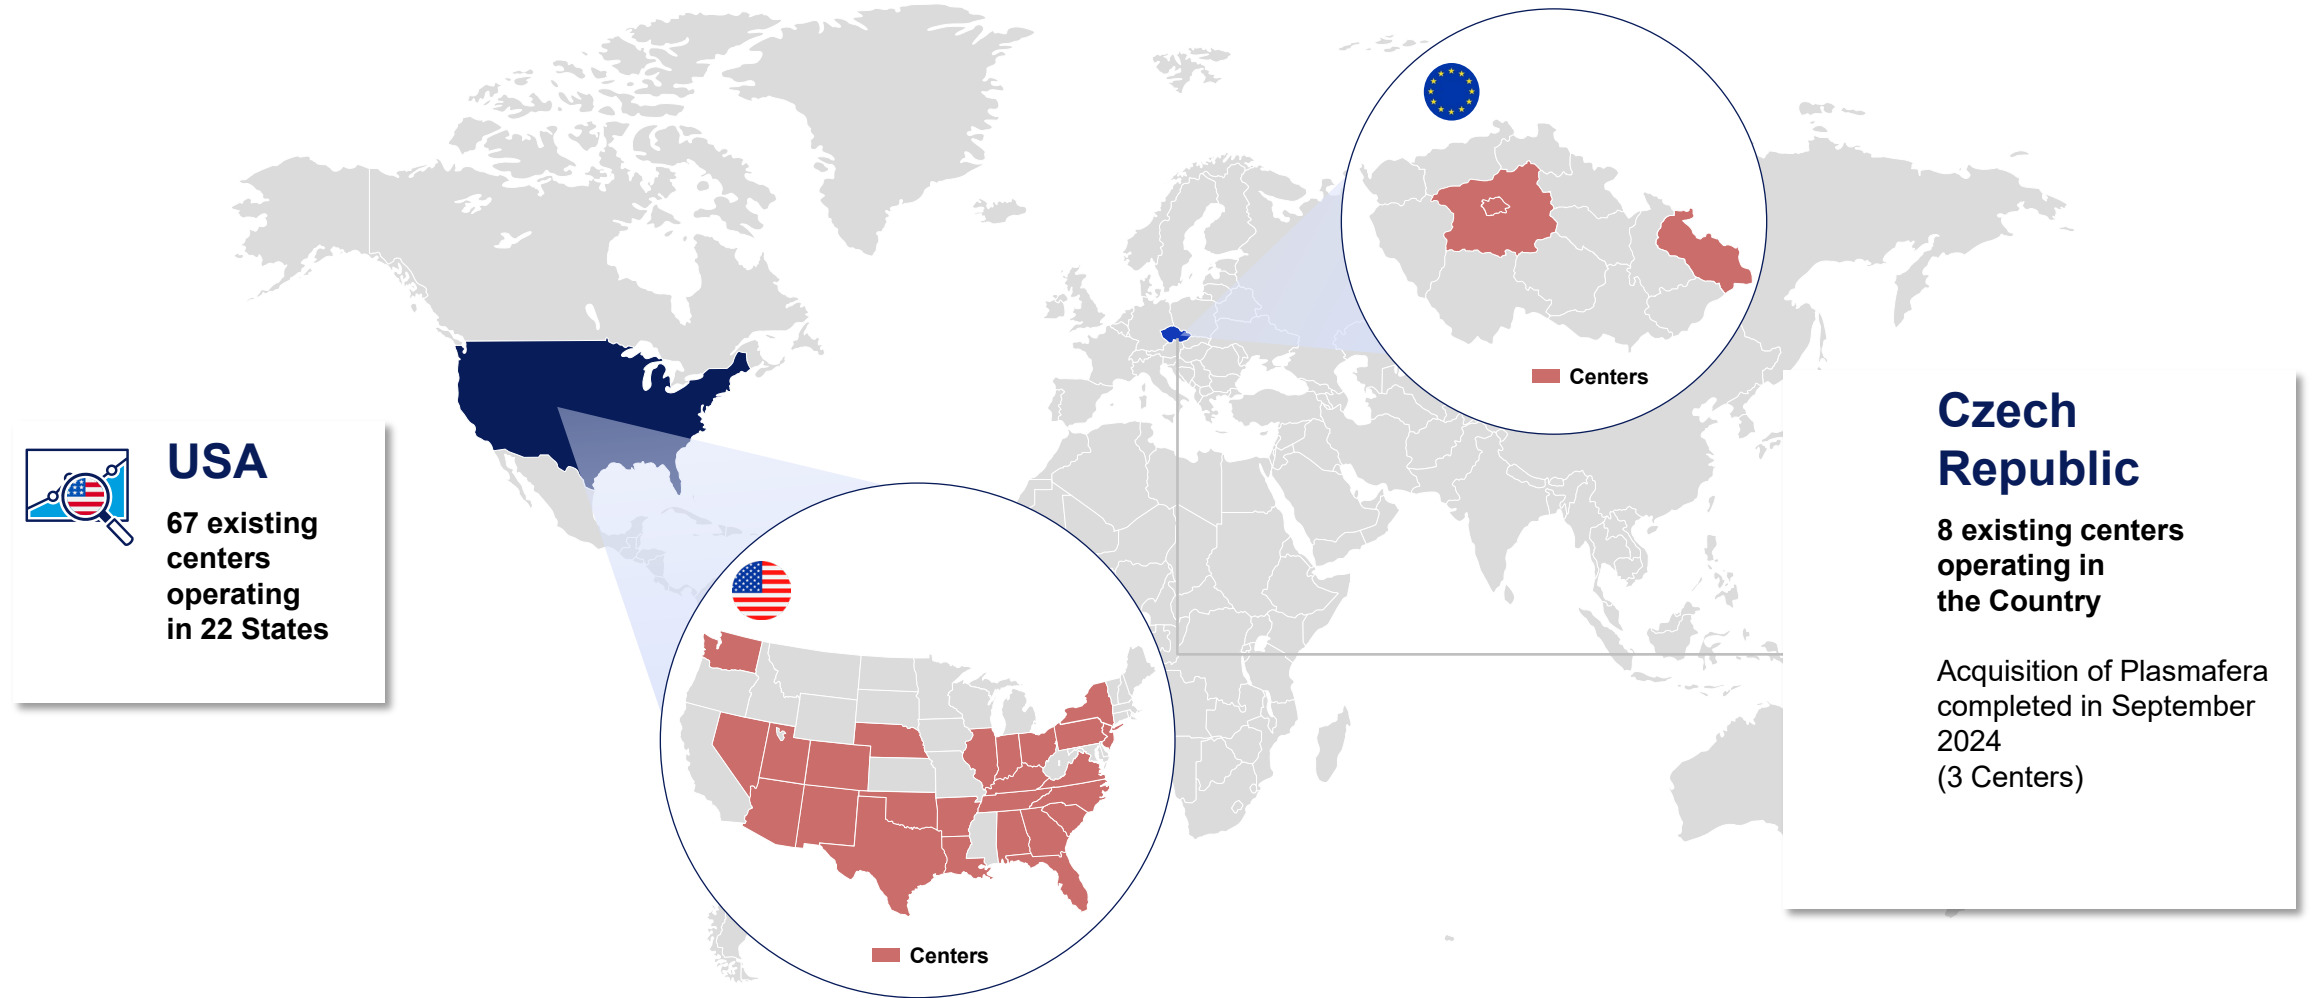 USA
67 existing
centers
operating
in 22 States
Centers
Centers
Czech
Republic
8 existing centers
operating in
the Country
Acquisition of Plasmafera
completed in September
2024
(3 Centers)